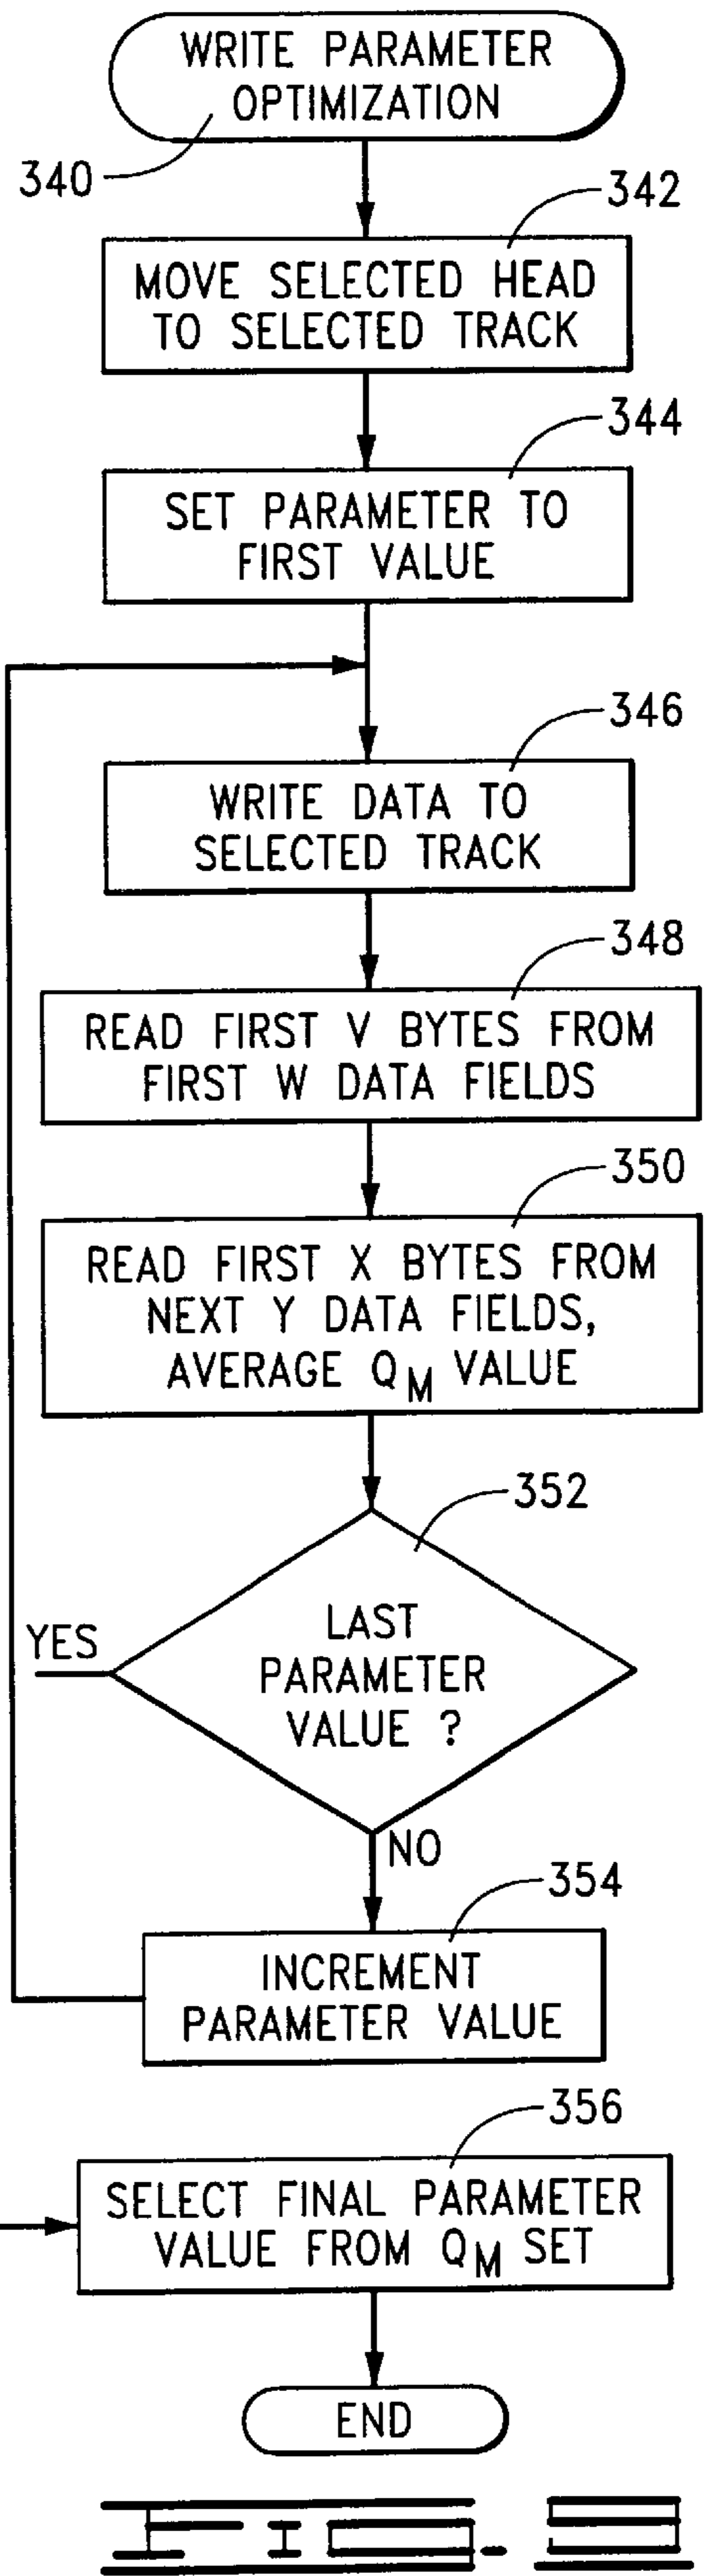 WRITE PARAMETER
OPTIMIZATION
340
342
MOVE SELECTED HEAD
TO SELECTED TRACK
344
SET PARAMETER TO
FIRST VALUE
346
WRITE DATA TO
SELECTED TRACK
348
READ FIRST V BYTES FROM
FIRST W DATA FIELDS
350
READ FIRST X BYTES FROM
NEXT Y DATA FIELDS,
AVERAGE QM VALUE
352
YES
LAST
PARAMETER
VALUE ?
NO
354
INCREMENT
PARAMETER VALUE
356
SELECT FINAL PARAMETER
VALUE FROM QM SET
END